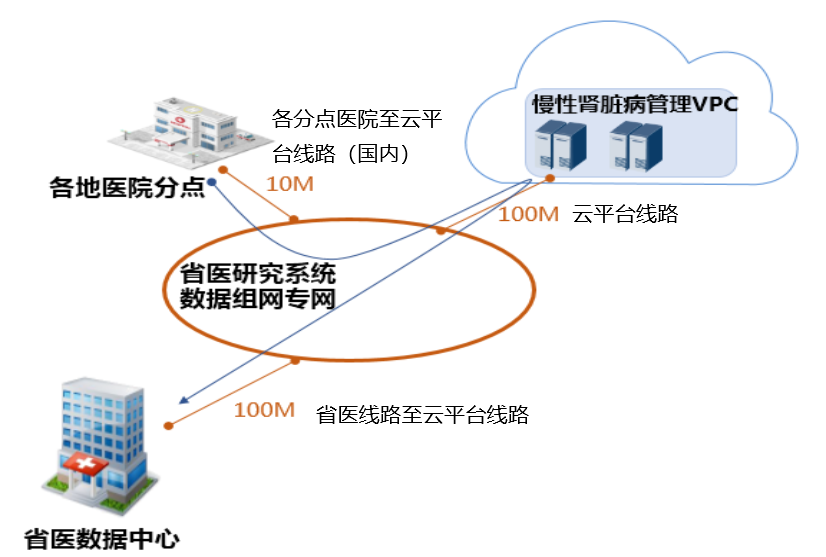 慢性肾脏病管理VPC
各分点医院至云平
台线路（国内）
各地医院分点
10M
100M 云平台线路
省医研究系统
数据组网专网
100M 省医线路至云平台线路
省医数据中心